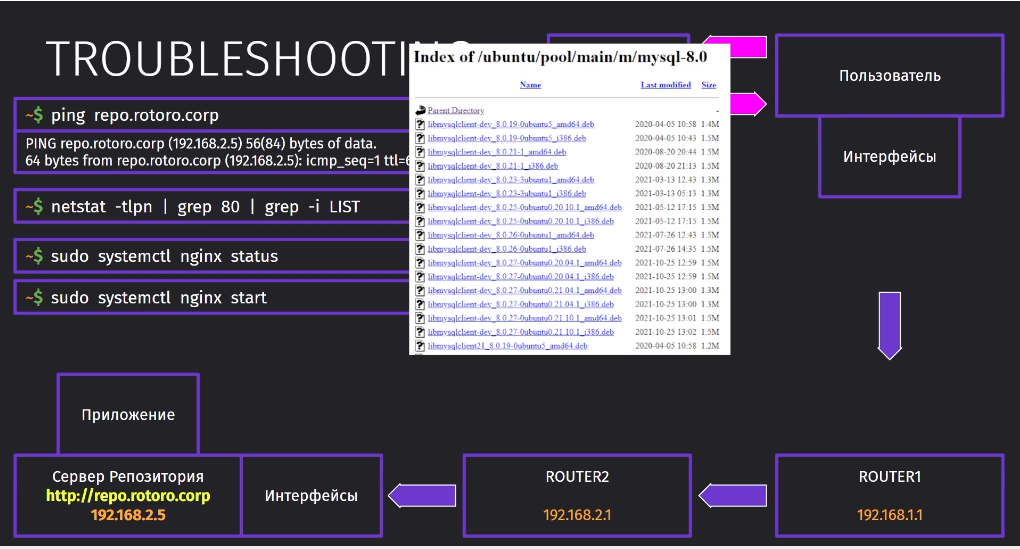 TROUBLESHOOTING
~$ ping repo.rotoro.corp
PING repo.rotoro.corp (192.168.2.5) 56(84) bytes of data.
64 bytes from repo.rotoro.corp (192.168.2.5): icmp_seq=1 ttl=6
~$ netstat -tlpn | grep 80 | grep -i LIST
~$ sudo systemctl nginx status
~$ sudo systemctl nginx start
Index of /ubuntu/pool/main/m/mysql-8.0
Name Last modified Size
Parent Directory -
libmysqlclient-dev_8.0.19-0ubuntu5_amd64.deb 2020-04-05 10:58 1.4M
libmysqlclient-dev_8.0.19-0ubuntu5_i386.deb 2020-04-05 10:43 1.5M
libmysqlclient-dev_8.0.21-1_amd64.deb 2020-08-20 20:44 1.5M
libmysqlclient-dev_8.0.21-1_i386.deb 2020-08-20 21:13 1.5M
libmysqlclient-dev_8.0.23-3ubuntu1_amd64.deb 2021-03-13 12:43 1.3M
libmysqlclient-dev_8.0.23-3ubuntu1_i386.deb 2021-03-13 05:13 1.3M
libmysqlclient-dev_8.0.25-0ubuntu0.20.10.1_amd64.deb 2021-05-12 17:15 1.5M
libmysqlclient-dev_8.0.25-0ubuntu0.20.10.1_i386.deb 2021-05-12 17:15 1.5M
libmysqlclient-dev_8.0.26-0ubuntu1_amd64.deb 2021-07-26 12:43 1.5M
libmysqlclient-dev_8.0.26-0ubuntu1_i386.deb 2021-07-26 14:35 1.5M
libmysqlclient-dev_8.0.27-0ubuntu0.20.04.1_amd64.deb 2021-10-25 12:59 1.5M
libmysqlclient-dev_8.0.27-0ubuntu0.20.04.1_i386.deb 2021-10-25 12:59 1.5M
libmysqlclient-dev_8.0.27-0ubuntu0.21.04.1_amd64.deb 2021-10-25 13:00 1.3M
libmysqlclient-dev_8.0.27-0ubuntu0.21.04.1_i386.deb 2021-10-25 13:00 1.3M
libmysqlclient-dev_8.0.27-0ubuntu0.21.10.1_amd64.deb 2021-10-25 13:01 1.5M
libmysqlclient-dev_8.0.27-0ubuntu0.21.10.1_i386.deb 2021-10-25 13:02 1.5M
libmysqlclient21_8.0.19-0ubuntu5_amd64.deb 2020-04-05 10:58 1.2M
Пользователь
Интерфейсы
Приложение
Сервер Репозитория
http://repo.rotoro.corp
192.168.2.5
Интерфейсы
ROUTER2
192.168.2.1
ROUTER1
192.168.1.1